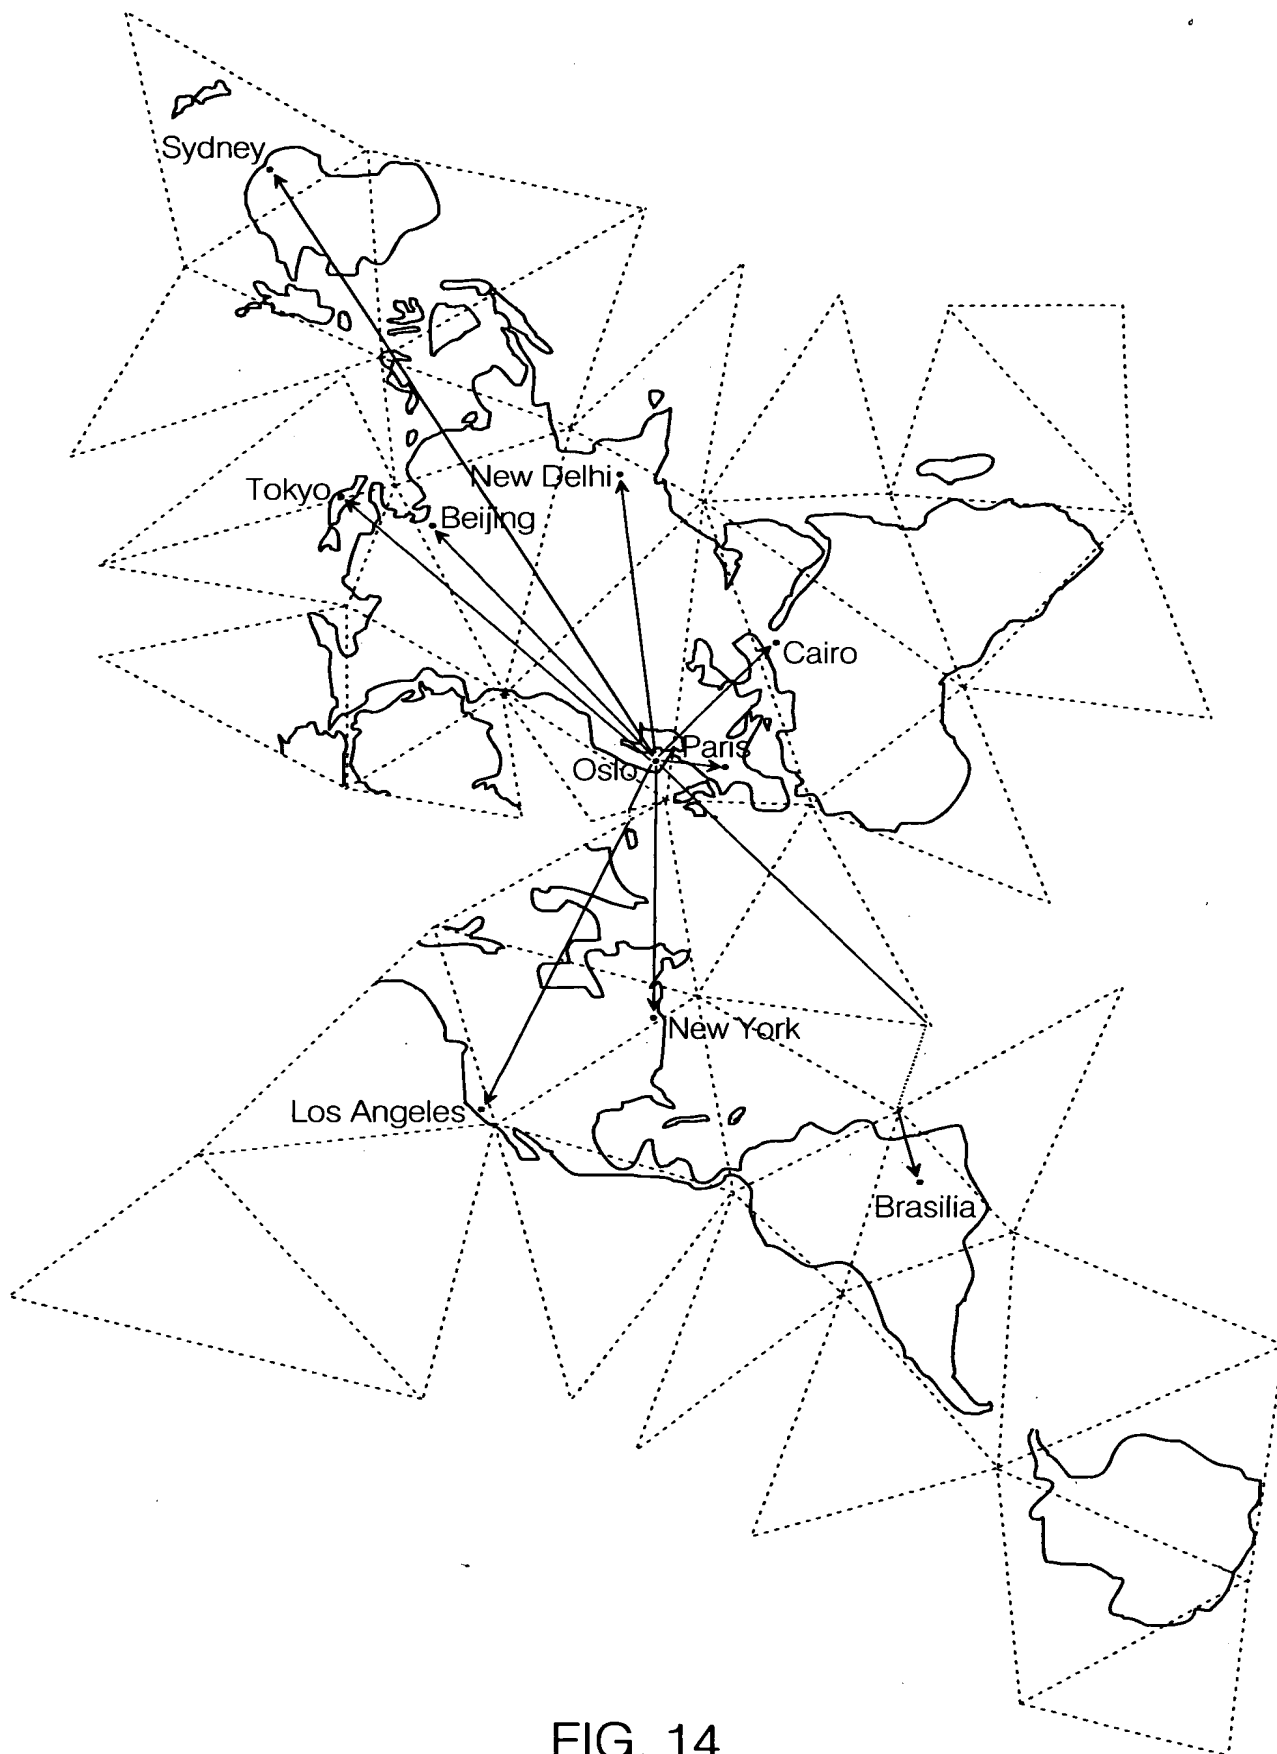 Sydney
New Delhi
Tokyo
Beijing
Cairo
Paris
Oslo
New York
Los Angeles
Brasilia
FIG. 14